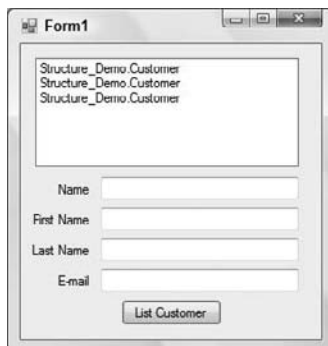 Form1
Structure_Demo.Customer
Structure_Demo.Customer
Structure_Demo.Customer
Name
First Name
Last Name
E-mail
List Customer